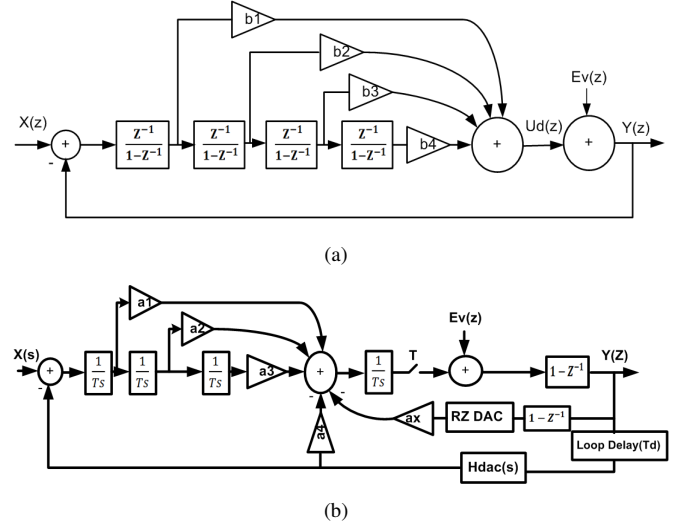 b1
b2
Ev(z)
b3
X(z)
Ud(z)
Y(z)
+
Z⁻¹
1−Z⁻¹
Z⁻¹
1−Z⁻¹
Z⁻¹
1−Z⁻¹
Z⁻¹
1−Z⁻¹
b4
+
+
-
(a)
a1
Ev(z)
a2
X(s)
T
Y(Z)
+
1
Ts
1
Ts
1
Ts
a3
+
1
Ts
+
1−Z⁻¹
-
-
-
ax
RZ DAC
1−Z⁻¹
a4
Loop Delay(Td)
Hdac(s)
(b)